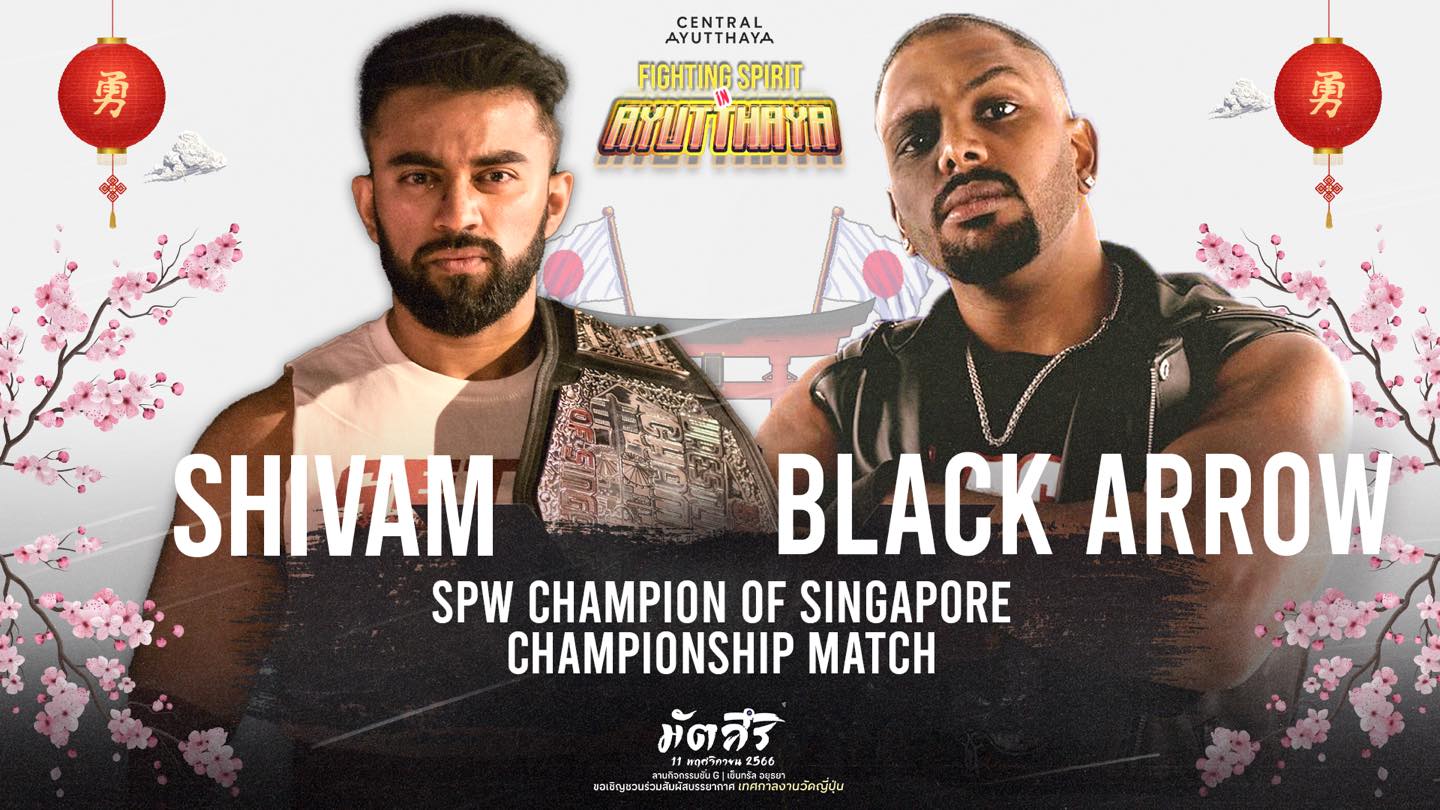 CENTRAL
AYUTTHAYA
FIGHTING SPIRIT
IN
AYUTTHAYA
勇
勇
SHIVAM
BLACK ARROW
SPW CHAMPION OF SINGAPORE
CHAMPIONSHIP MATCH
มัตสึริ
11 พฤศจิกายน 2566
ลานกิจกรรมชั้น G | เซ็นทรัล อยุธยา
ขอเชิญชวนร่วมสัมผัสบรรยากาศ เทศกาลงานวัดญี่ปุ่น